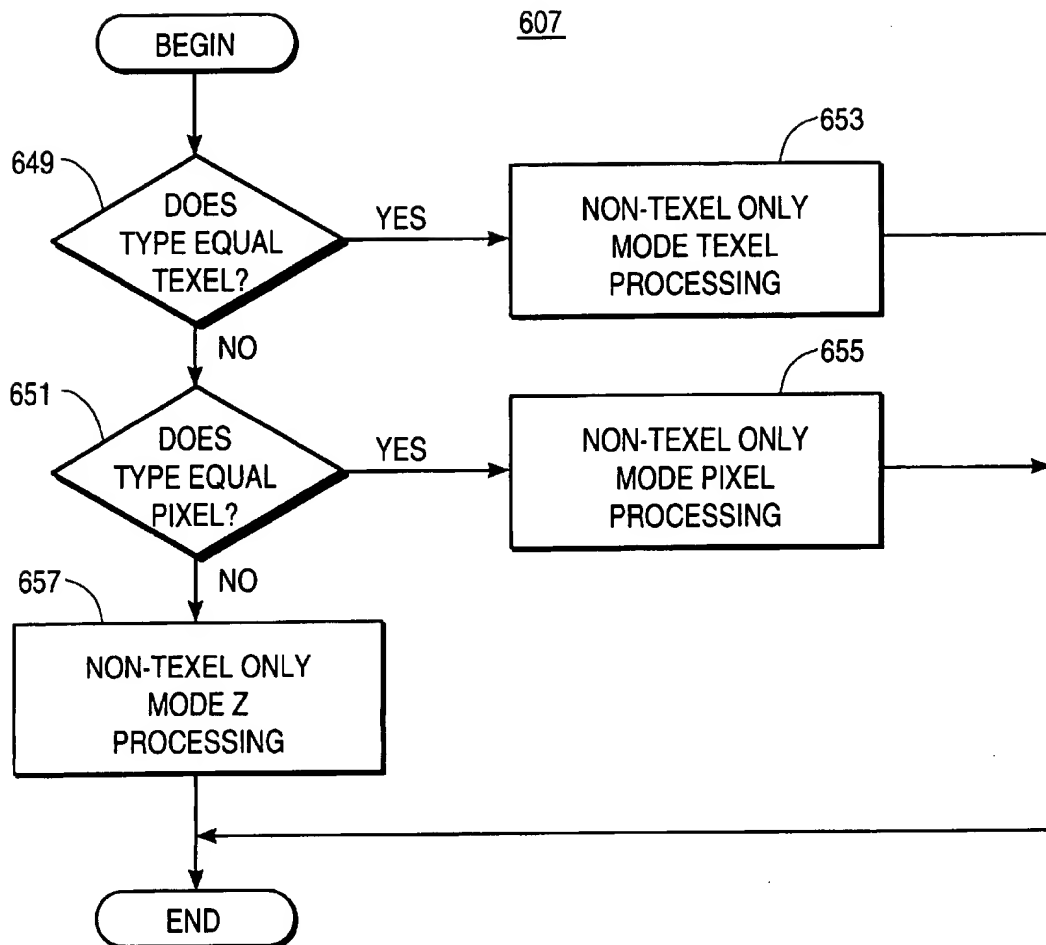 607
BEGIN
649
DOES
TYPE EQUAL
TEXEL?
YES
653
NON-TEXEL ONLY
MODE TEXEL
PROCESSING
NO
651
DOES
TYPE EQUAL
PIXEL?
YES
655
NON-TEXEL ONLY
MODE PIXEL
PROCESSING
NO
657
NON-TEXEL ONLY
MODE Z
PROCESSING
END